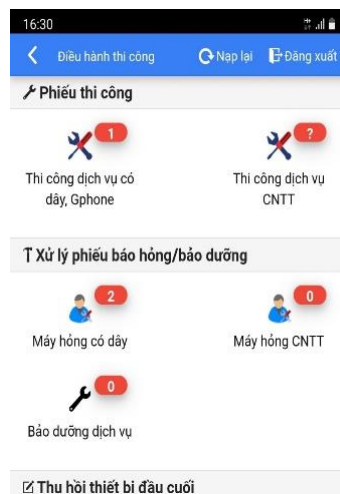 16:30
Điều hành thi công Nạp lại Đăng xuất
Phiếu thi công
1 ?
Thi công dịch vụ có Thi công dịch vụ
dây, Gphone CNTT
Xử lý phiếu báo hỏng/bảo dưỡng
2 0
Máy hỏng có dây Máy hỏng CNTT
0
Bảo dưỡng dịch vụ
Thu hồi thiết bị đầu cuối